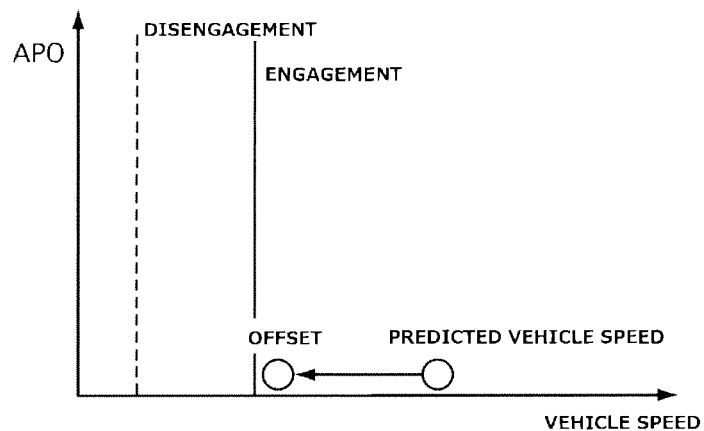 DISENGAGEMENT
APO
ENGAGEMENT
OFFSET
PREDICTED VEHICLE SPEED
VEHICLE SPEED